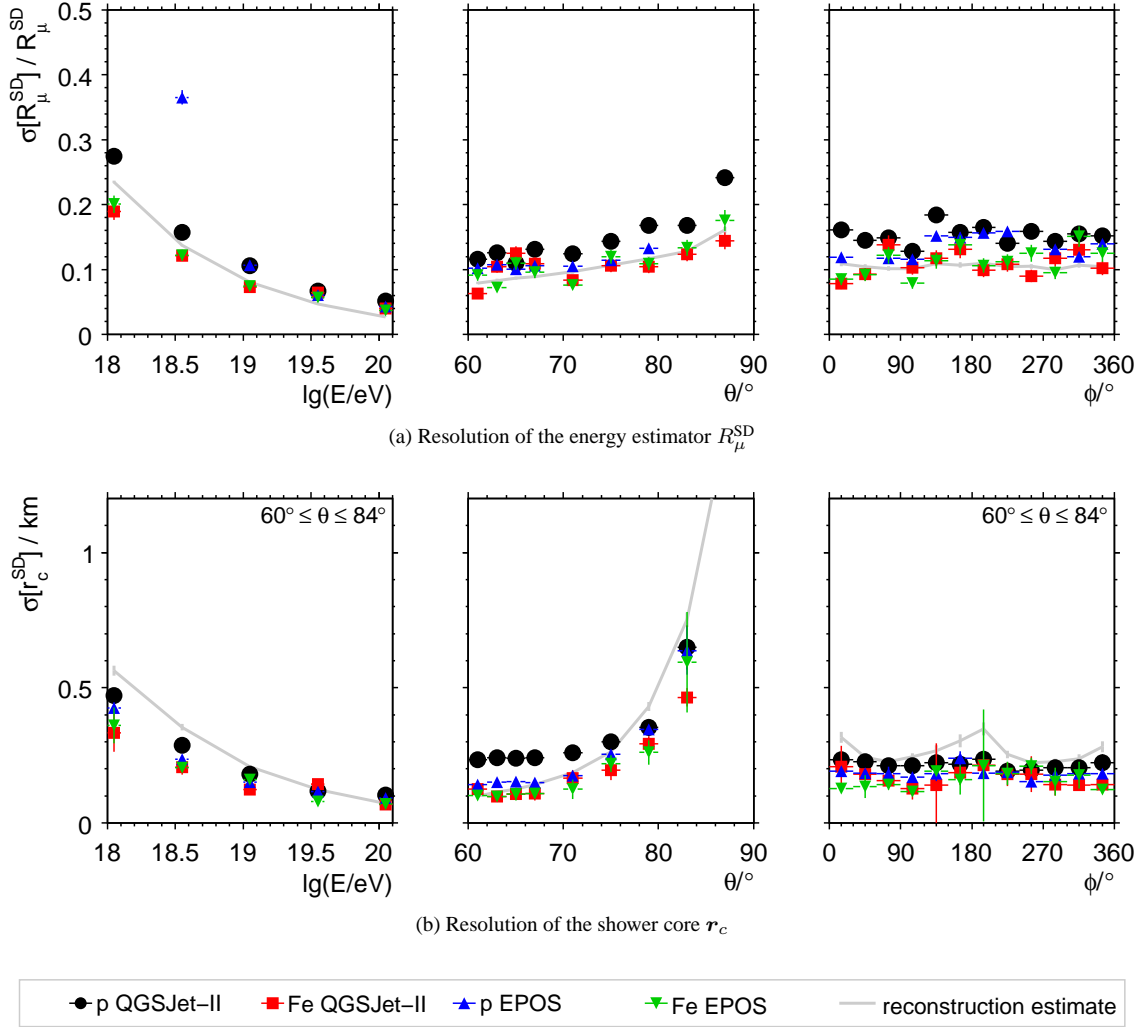 σ[R_μ^SD] / R_μ^SD
0.5
0.4
0.3
0.2
0.1
0
18 18.5 19 19.5 20
lg(E/eV)
60 70 80 90
θ/°
0 90 180 270 360
ϕ/°
(a) Resolution of the energy estimator R_μ^SD
σ[r_c^SD] / km
1
0.5
0
60° ≤ θ ≤ 84°
60° ≤ θ ≤ 84°
18 18.5 19 19.5 20
lg(E/eV)
60 70 80 90
θ/°
0 90 180 270 360
ϕ/°
(b) Resolution of the shower core r_c
p QGSJet−II Fe QGSJet−II p EPOS Fe EPOS reconstruction estimate